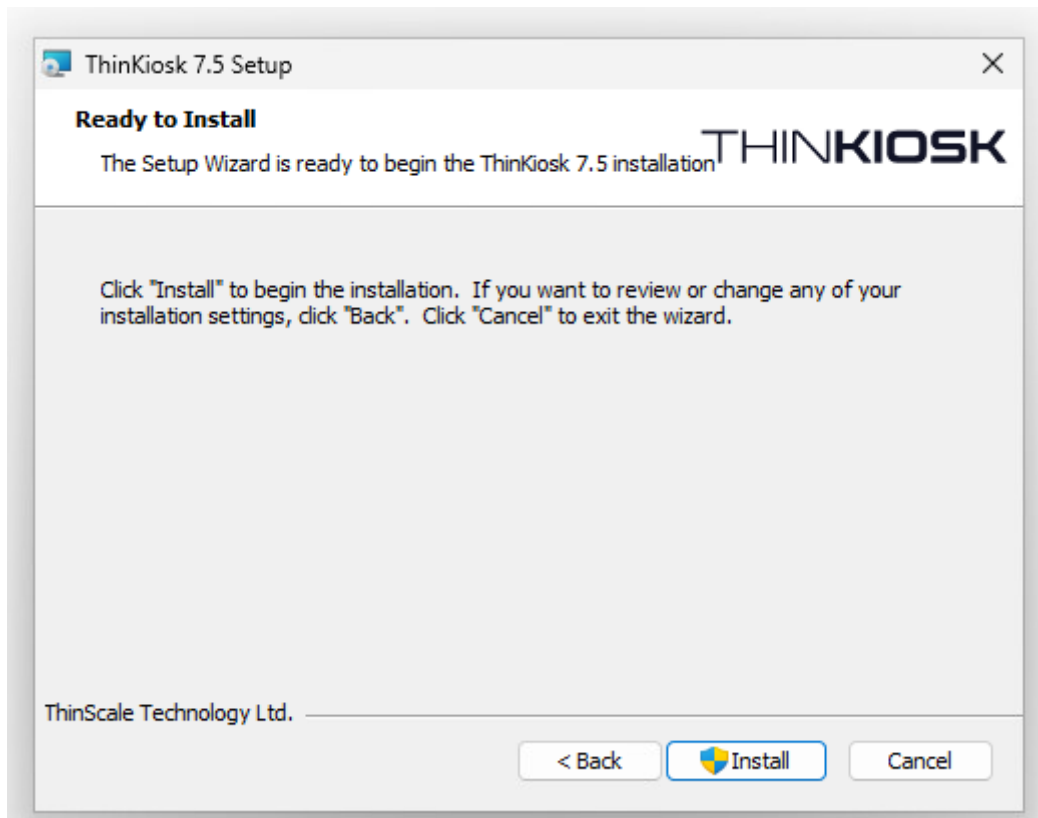 ThinKiosk 7.5 Setup
Ready to Install
The Setup Wizard is ready to begin the ThinKiosk 7.5 installation
THINKIOSK
Click "Install" to begin the installation.  If you want to review or change any of your
installation settings, click "Back".  Click "Cancel" to exit the wizard.
ThinScale Technology Ltd.
< Back
Install
Cancel